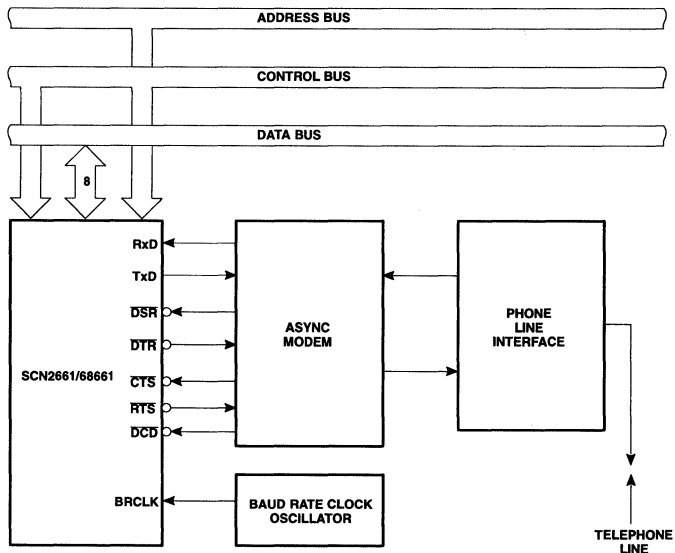 ADDRESS BUS
CONTROL BUS
DATA BUS
8
RxD
TxD
DSR
DTR
CTS
RTS
DCD
BRCLK
SCN2661/68661
ASYNC
MODEM
PHONE
LINE
INTERFACE
BAUD RATE CLOCK
OSCILLATOR
TELEPHONE
LINE